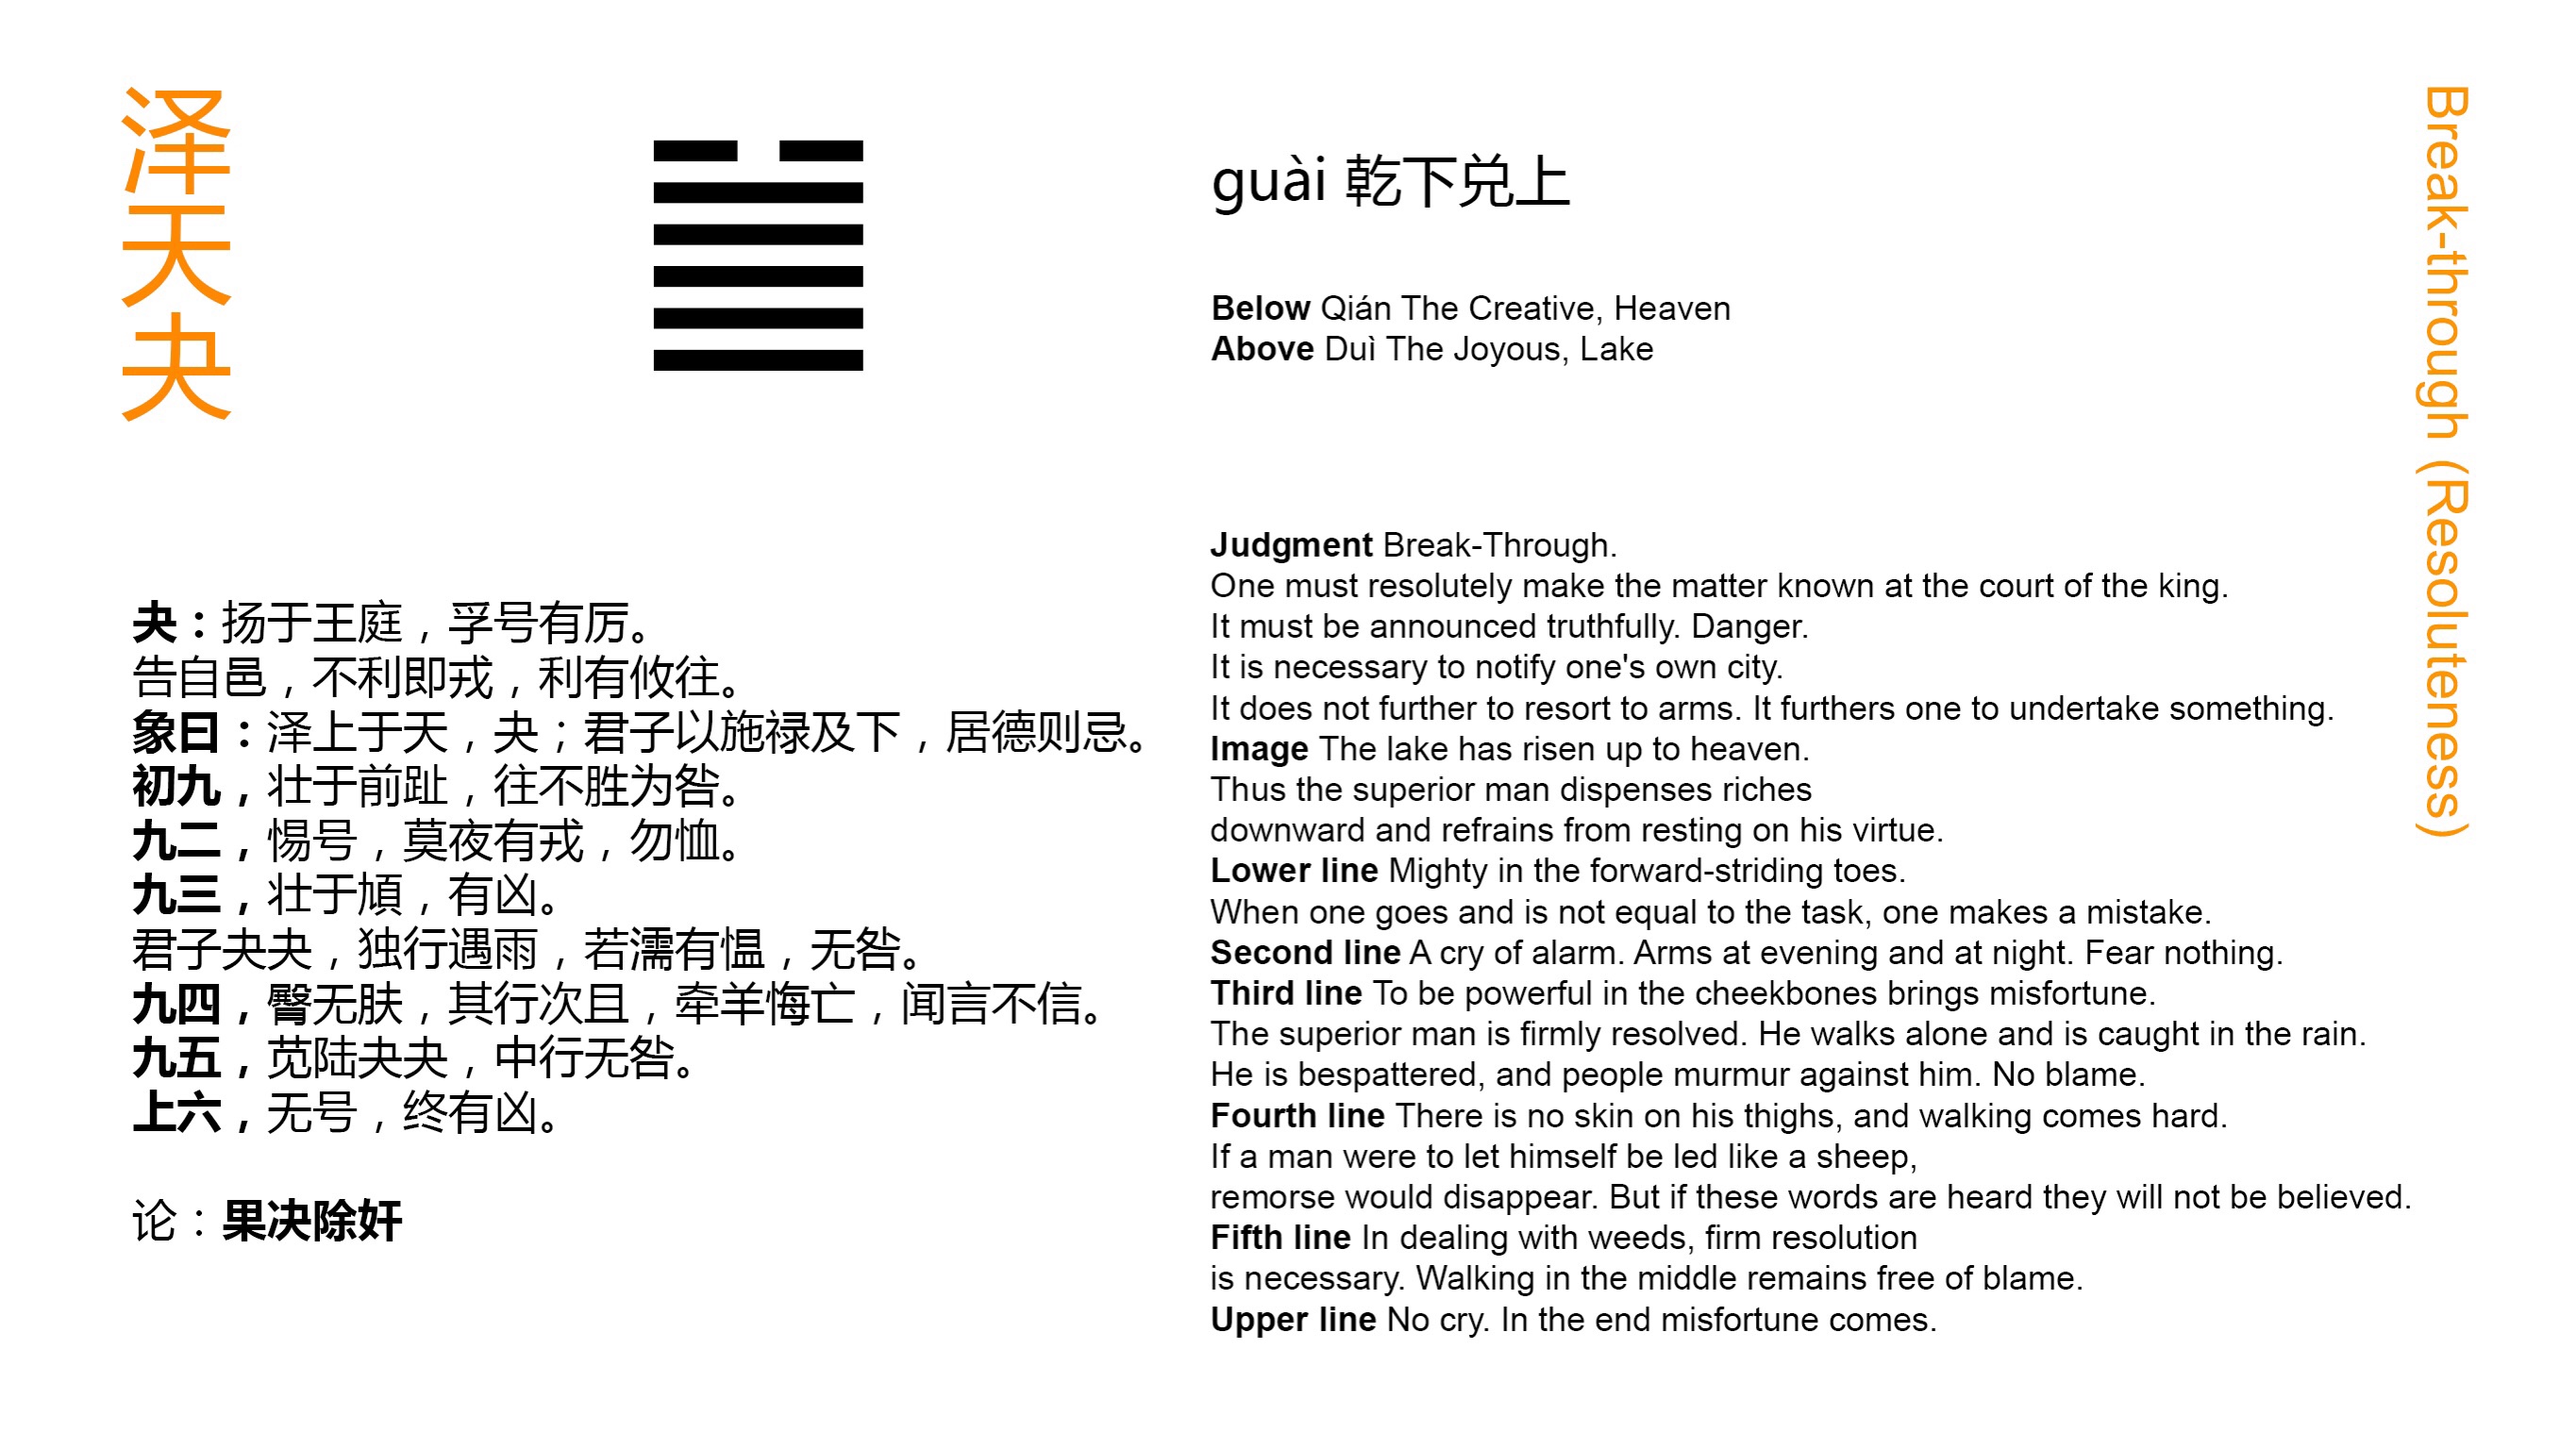 泽天夬
guài 乾下兑上
Below Qián The Creative, Heaven
Above Duì The Joyous, Lake
Break-through (Resoluteness)
夬：扬于王庭，孚号有厉。
告自邑，不利即戎，利有攸往。
象曰：泽上于天，夬；君子以施禄及下，居德则忌。
初九，壮于前趾，往不胜为咎。
九二，惕号，莫夜有戎，勿恤。
九三，壮于頄，有凶。
君子夬夬，独行遇雨，若濡有愠，无咎。
九四，臀无肤，其行次且，牵羊悔亡，闻言不信。
九五，苋陆夬夬，中行无咎。
上六，无号，终有凶。
论：果决除奸
Judgment Break-Through.
One must resolutely make the matter known at the court of the king.
It must be announced truthfully. Danger.
It is necessary to notify one's own city.
It does not further to resort to arms. It furthers one to undertake something.
Image The lake has risen up to heaven.
Thus the superior man dispenses riches
downward and refrains from resting on his virtue.
Lower line Mighty in the forward-striding toes.
When one goes and is not equal to the task, one makes a mistake.
Second line A cry of alarm. Arms at evening and at night. Fear nothing.
Third line To be powerful in the cheekbones brings misfortune.
The superior man is firmly resolved. He walks alone and is caught in the rain.
He is bespattered, and people murmur against him. No blame.
Fourth line There is no skin on his thighs, and walking comes hard.
If a man were to let himself be led like a sheep,
remorse would disappear. But if these words are heard they will not be believed.
Fifth line In dealing with weeds, firm resolution
is necessary. Walking in the middle remains free of blame.
Upper line No cry. In the end misfortune comes.